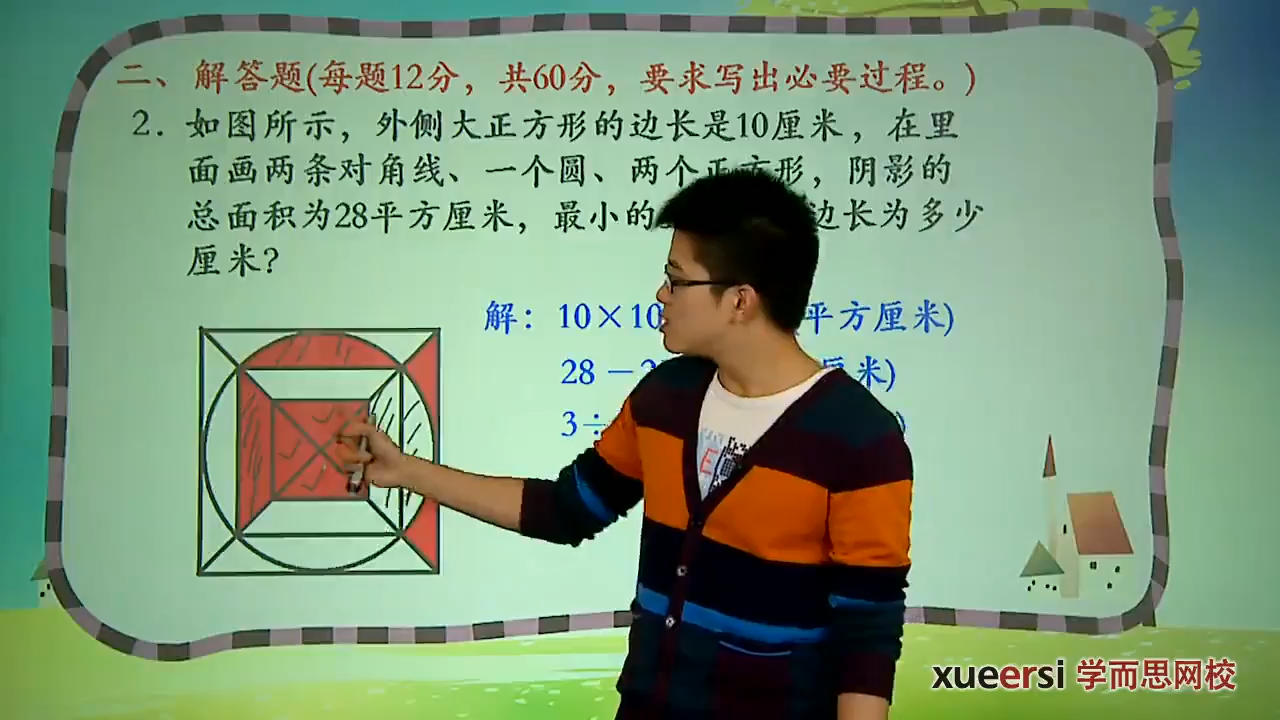 二、解答题(每题12分，共60分，要求写出必要过程。)
2. 如图所示，外侧大正方形的边长是10厘米，在里
面画两条对角线、一个圆、两个正方形，阴影的
总面积为28平方厘米，最小的 边长为多少
厘米？
解：10×10 平方厘米)
28－2 厘米)
3÷ )
E
xueersi 学而思网校